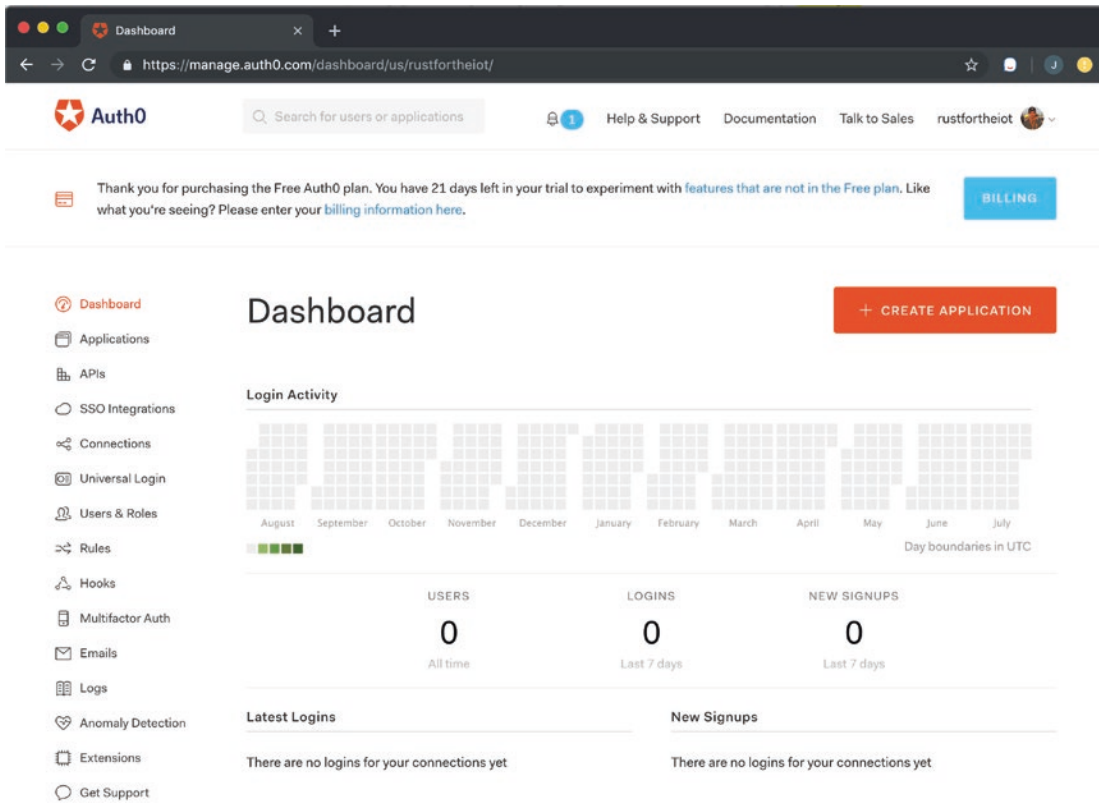 Dashboard
https://manage.auth0.com/dashboard/us/rustfortheiot/
J
Auth0
Search for users or applications
1
Help & Support
Documentation
Talk to Sales
rustfortheiot
Thank you for purchasing the Free Auth0 plan. You have 21 days left in your trial to experiment with features that are not in the Free plan. Like
what you're seeing? Please enter your billing information here.
BILLING
Dashboard
Applications
APIs
SSO Integrations
Connections
Universal Login
Users & Roles
Rules
Hooks
Multifactor Auth
Emails
Logs
Anomaly Detection
Extensions
Get Support
Dashboard
+ CREATE APPLICATION
Login Activity
August September October November December January February March April May June July
Day boundaries in UTC
USERS LOGINS NEW SIGNUPS
0 0 0
All time Last 7 days Last 7 days
Latest Logins
There are no logins for your connections yet
New Signups
There are no logins for your connections yet